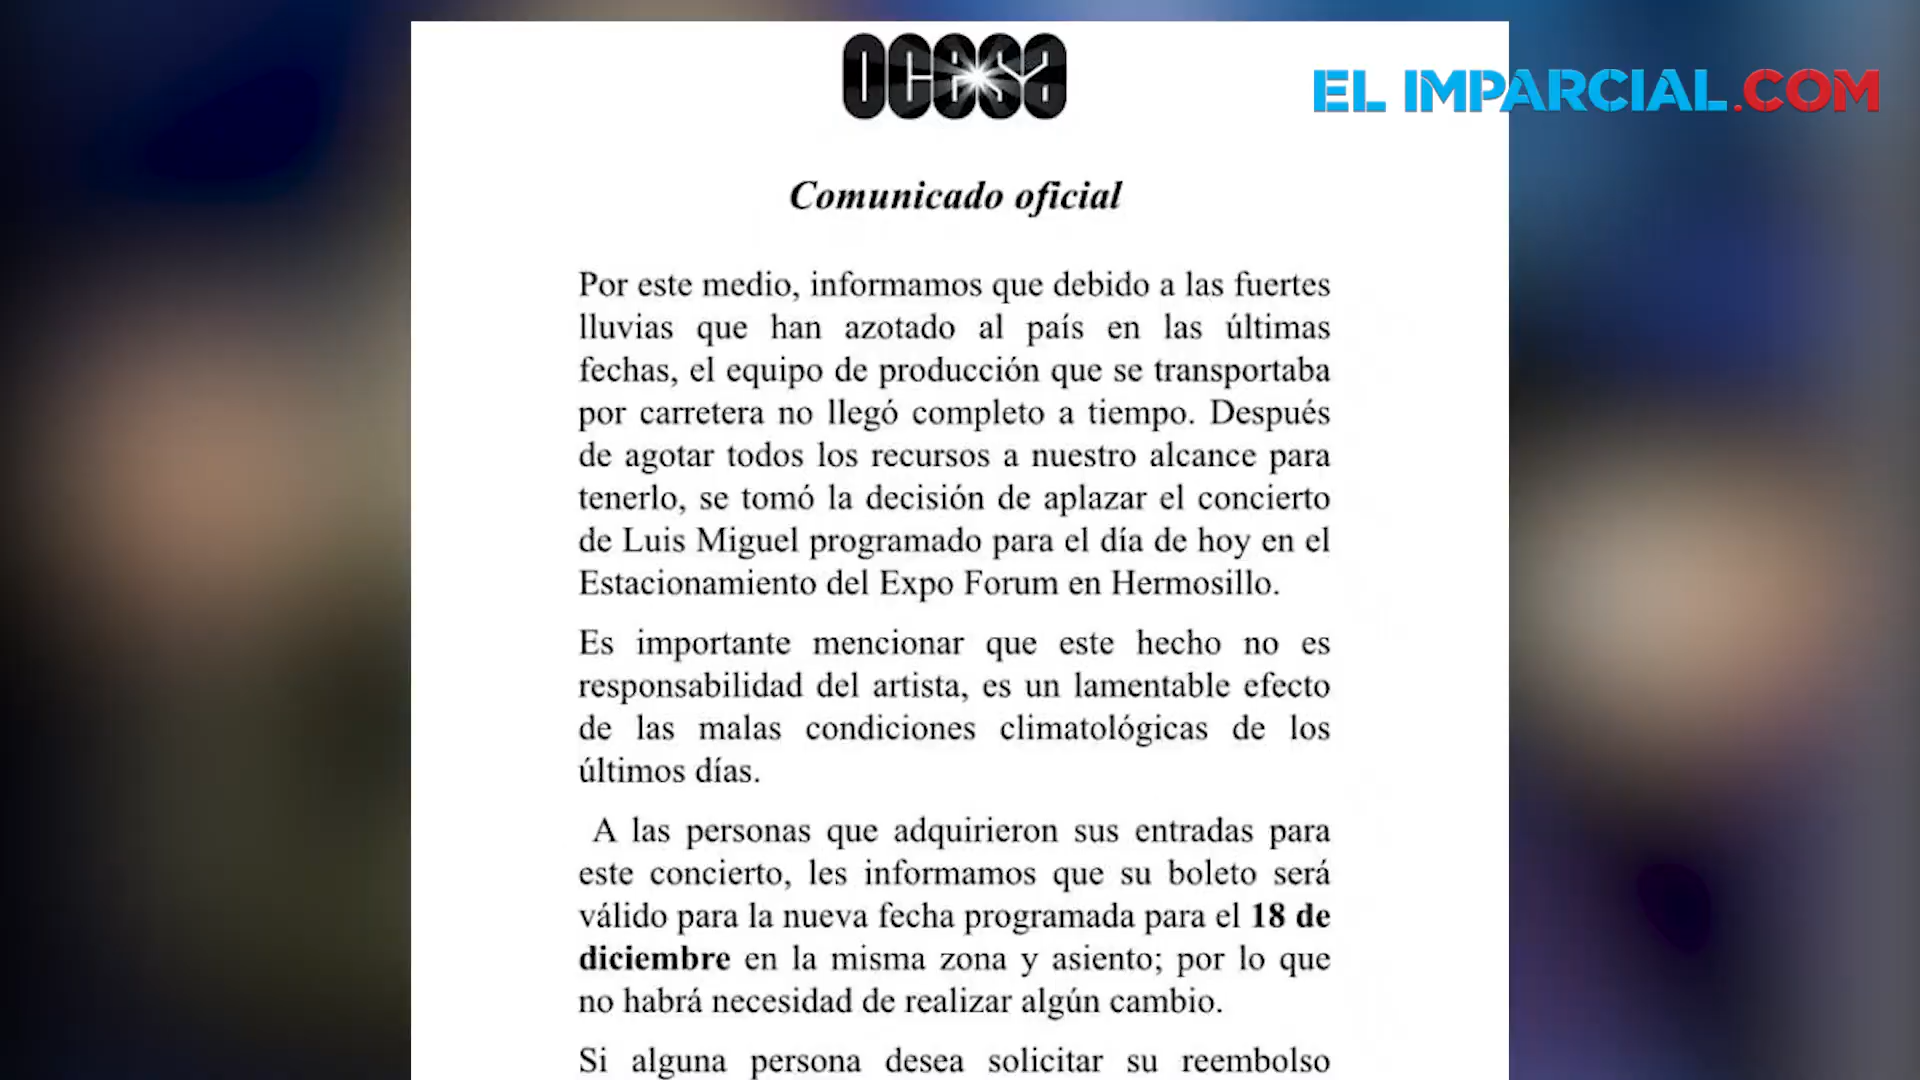 OCESA
EL IMPARCIAL.COM
Comunicado oficial
Por este medio, informamos que debido a las fuertes
lluvias que han azotado al país en las últimas
fechas, el equipo de producción que se transportaba
por carretera no llegó completo a tiempo. Después
de agotar todos los recursos a nuestro alcance para
tenerlo, se tomó la decisión de aplazar el concierto
de Luis Miguel programado para el día de hoy en el
Estacionamiento del Expo Forum en Hermosillo.
Es importante mencionar que este hecho no es
responsabilidad del artista, es un lamentable efecto
de las malas condiciones climatológicas de los
últimos días.
A las personas que adquirieron sus entradas para
este concierto, les informamos que su boleto será
válido para la nueva fecha programada para el 18 de
diciembre en la misma zona y asiento; por lo que
no habrá necesidad de realizar algún cambio.
Si alguna persona desea solicitar su reembolso